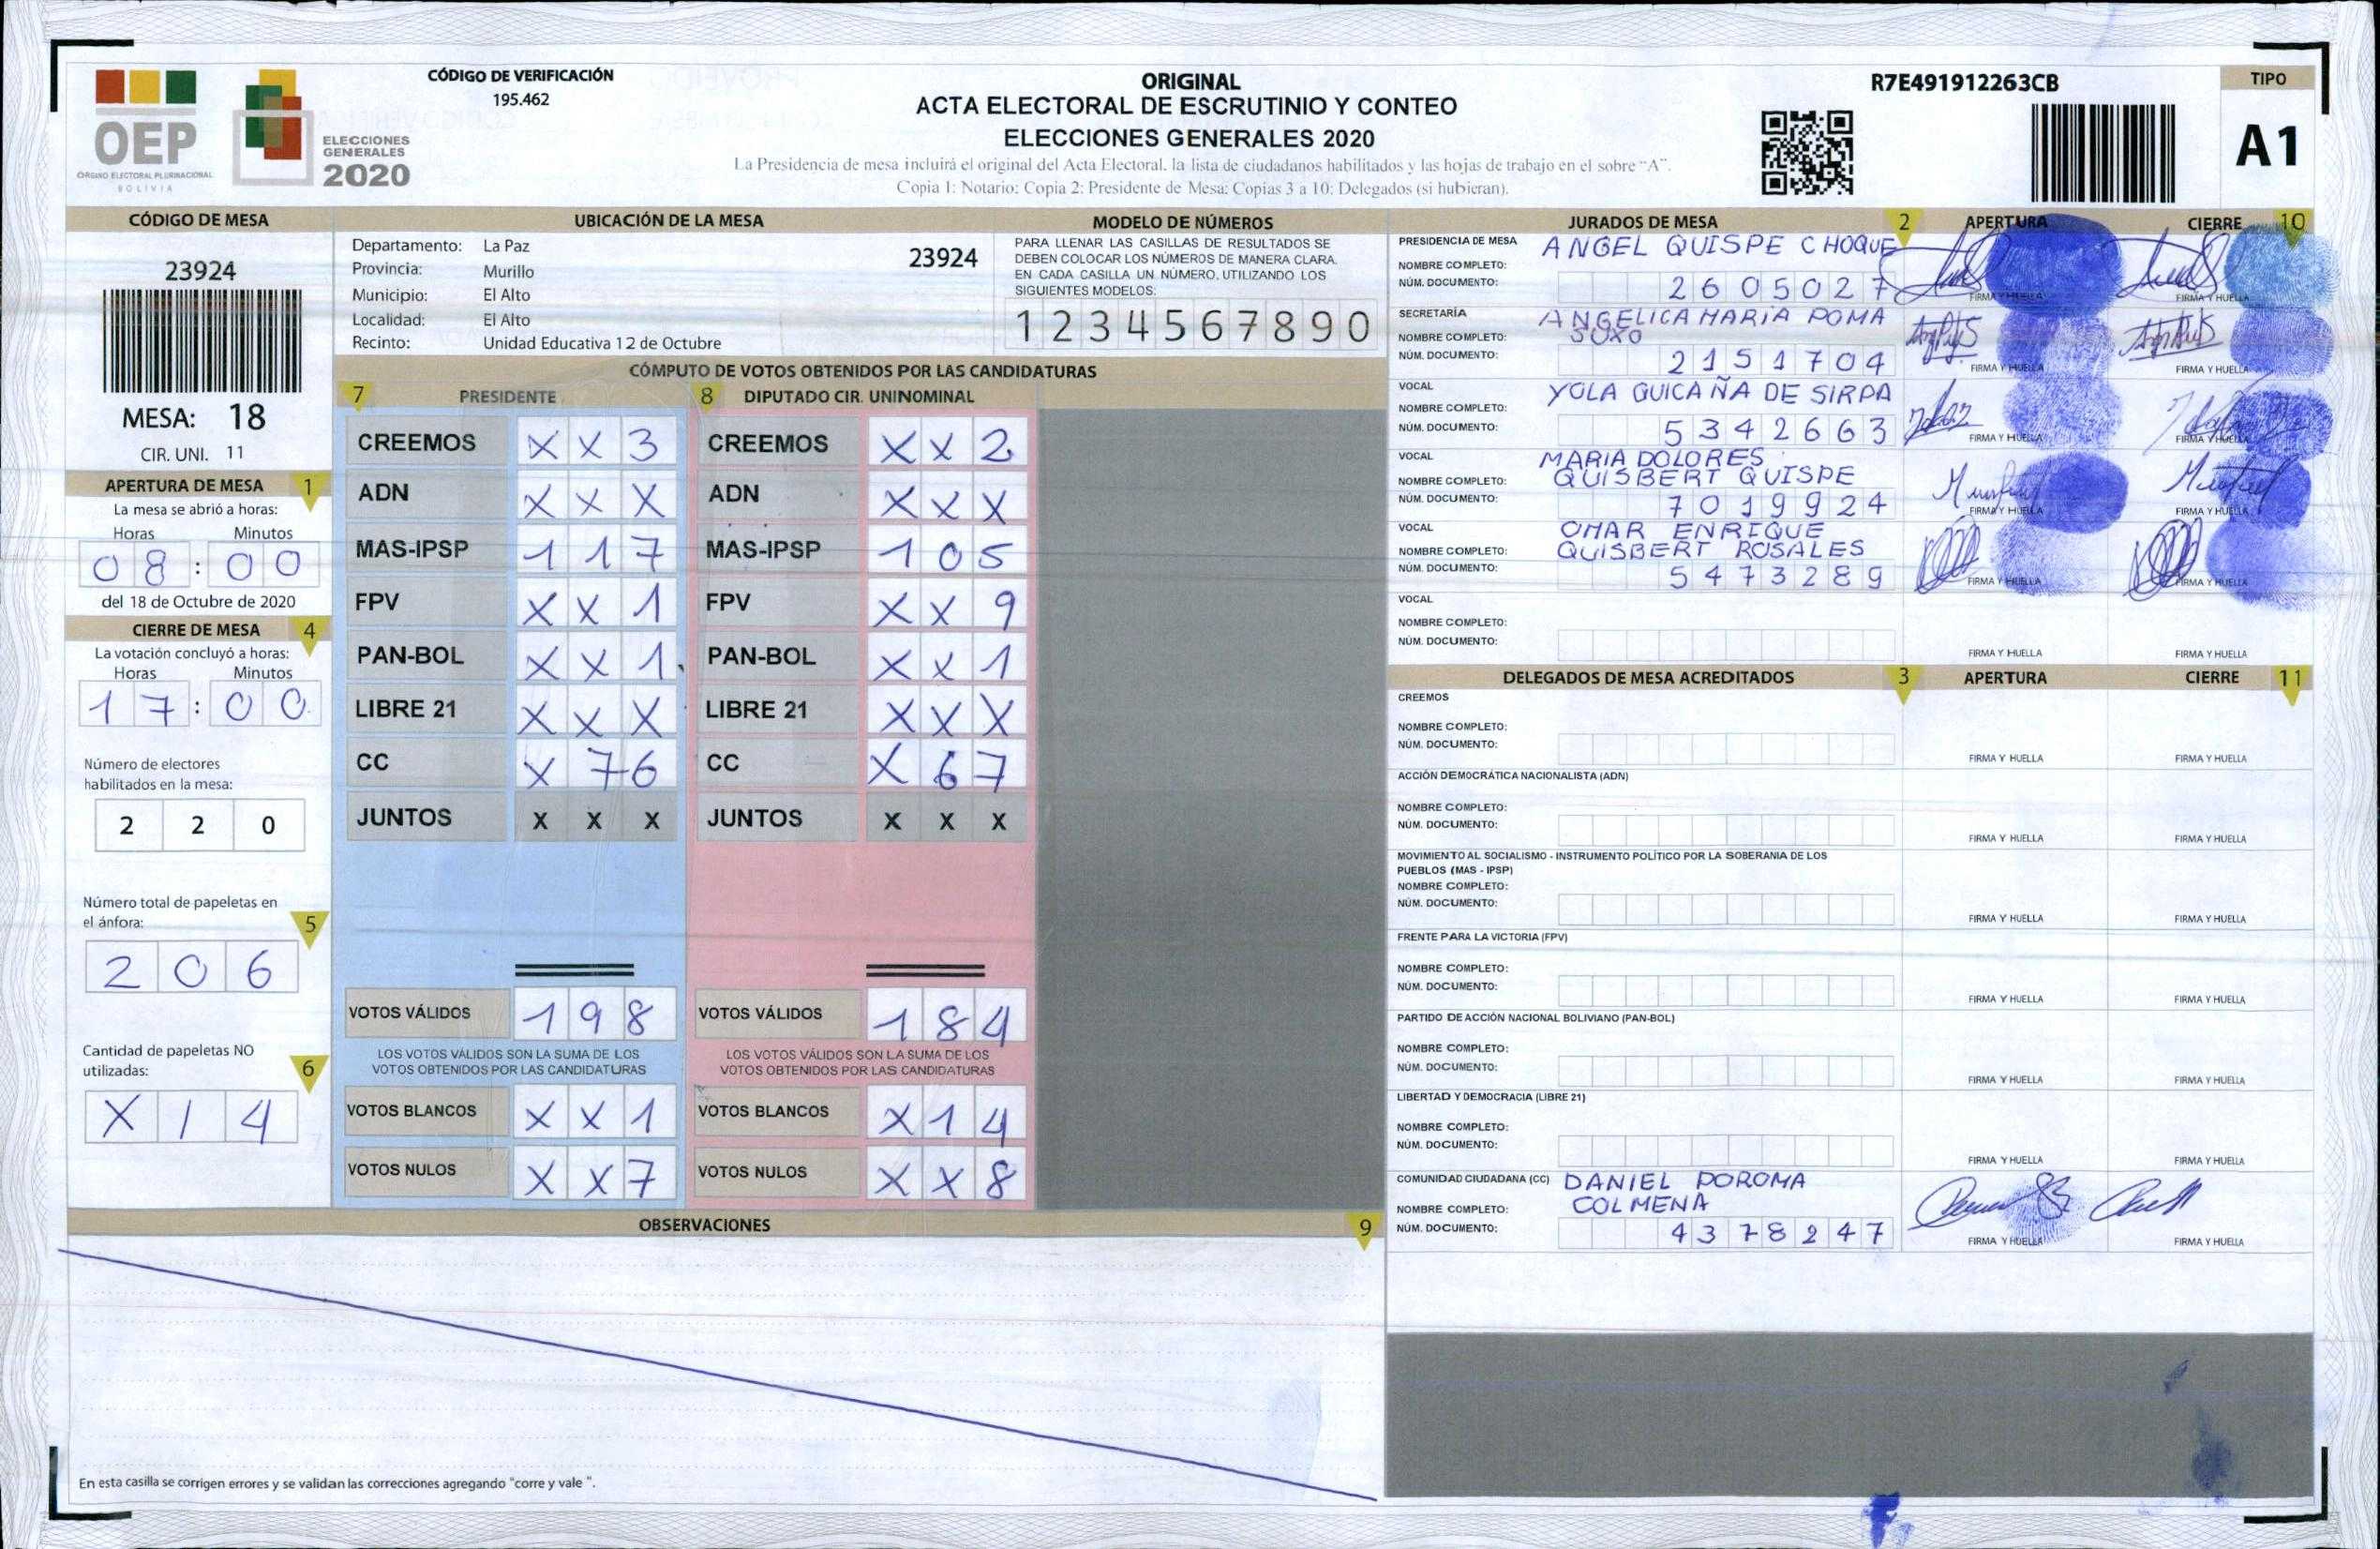 OEP
ÓRGANO ELECTORAL PLURINACIONAL
BOLIVIA
ELECCIONES
GENERALES
2020
CÓDIGO DE VERIFICACIÓN
195.462
ORIGINAL
ACTA ELECTORAL DE ESCRUTINIO Y CONTEO
ELECCIONES GENERALES 2020
La Presidencia de mesa incluirá el original del Acta Electoral, la lista de ciudadanos habilitados y las hojas de trabajo en el sobre "A".
Copia 1: Notario; Copia 2: Presidente de Mesa; Copias 3 a 10: Delegados (si hubieran).
R7E491912263CB
TIPO
A1
CÓDIGO DE MESA
23924
MESA: 18
CIR. UNI. 11
APERTURA DE MESA 1
La mesa se abrió a horas:
Horas Minutos
08 : 00
del 18 de Octubre de 2020
CIERRE DE MESA 4
La votación concluyó a horas:
Horas Minutos
17 : 00
Número de electores
habilitados en la mesa:
2 2 0
Número total de papeletas en
el ánfora: 5
2 0 6
Cantidad de papeletas NO
utilizadas: 6
X 1 4
UBICACIÓN DE LA MESA
Departamento: La Paz 23924
Provincia: Murillo
Municipio: El Alto
Localidad: El Alto
Recinto: Unidad Educativa 12 de Octubre
MODELO DE NÚMEROS
PARA LLENAR LAS CASILLAS DE RESULTADOS SE
DEBEN COLOCAR LOS NÚMEROS DE MANERA CLARA.
EN CADA CASILLA UN NÚMERO, UTILIZANDO LOS
SIGUIENTES MODELOS:
1 2 3 4 5 6 7 8 9 0
CÓMPUTO DE VOTOS OBTENIDOS POR LAS CANDIDATURAS
7 PRESIDENTE 8 DIPUTADO CIR. UNINOMINAL
CREEMOS X X 3 CREEMOS X X 2
ADN X X X ADN X X X
MAS-IPSP 1 1 7 MAS-IPSP 1 0 5
FPV X X 1 FPV X X 9
PAN-BOL X X 1 PAN-BOL X X 1
LIBRE 21 X X X LIBRE 21 X X X
CC X 7 6 CC X 6 7
JUNTOS X X X JUNTOS X X X
VOTOS VÁLIDOS 1 9 8 VOTOS VÁLIDOS 1 8 4
LOS VOTOS VÁLIDOS SON LA SUMA DE LOS LOS VOTOS VÁLIDOS SON LA SUMA DE LOS
VOTOS OBTENIDOS POR LAS CANDIDATURAS VOTOS OBTENIDOS POR LAS CANDIDATURAS
VOTOS BLANCOS X X 1 VOTOS BLANCOS X 1 4
VOTOS NULOS X X 7 VOTOS NULOS X X 8
OBSERVACIONES 9
En esta casilla se corrigen errores y se validan las correcciones agregando "corre y vale ".
JURADOS DE MESA 2 APERTURA CIERRE 10
PRESIDENCIA DE MESA ANGEL QUISPE CHOQUE
NOMBRE COMPLETO:
NÚM. DOCUMENTO: 2605027
FIRMA Y HUELLA FIRMA Y HUELLA
SECRETARÍA ANGELICA MARIA POMA
NOMBRE COMPLETO: SUXO
NÚM. DOCUMENTO: 2151704
FIRMA Y HUELLA FIRMA Y HUELLA
VOCAL YOLA QUICAÑA DE SIRPA
NOMBRE COMPLETO:
NÚM. DOCUMENTO: 5342663
FIRMA Y HUELLA FIRMA Y HUELLA
VOCAL MARIA DOLORES
NOMBRE COMPLETO: QUISBERT QUISPE
NÚM. DOCUMENTO: 7019924
FIRMA Y HUELLA FIRMA Y HUELLA
VOCAL OMAR ENRIQUE
NOMBRE COMPLETO: QUISBERT ROSALES
NÚM. DOCUMENTO: 5473289
FIRMA Y HUELLA FIRMA Y HUELLA
VOCAL
NOMBRE COMPLETO:
NÚM. DOCUMENTO:
FIRMA Y HUELLA FIRMA Y HUELLA
DELEGADOS DE MESA ACREDITADOS 3 APERTURA CIERRE 11
CREEMOS
NOMBRE COMPLETO:
NÚM. DOCUMENTO:
FIRMA Y HUELLA FIRMA Y HUELLA
ACCIÓN DEMOCRÁTICA NACIONALISTA (ADN)
NOMBRE COMPLETO:
NÚM. DOCUMENTO:
FIRMA Y HUELLA FIRMA Y HUELLA
MOVIMIENTO AL SOCIALISMO - INSTRUMENTO POLÍTICO POR LA SOBERANIA DE LOS
PUEBLOS (MAS - IPSP)
NOMBRE COMPLETO:
NÚM. DOCUMENTO:
FIRMA Y HUELLA FIRMA Y HUELLA
FRENTE PARA LA VICTORIA (FPV)
NOMBRE COMPLETO:
NÚM. DOCUMENTO:
FIRMA Y HUELLA FIRMA Y HUELLA
PARTIDO DE ACCIÓN NACIONAL BOLIVIANO (PAN-BOL)
NOMBRE COMPLETO:
NÚM. DOCUMENTO:
FIRMA Y HUELLA FIRMA Y HUELLA
LIBERTAD Y DEMOCRACIA (LIBRE 21)
NOMBRE COMPLETO:
NÚM. DOCUMENTO:
FIRMA Y HUELLA FIRMA Y HUELLA
COMUNIDAD CIUDADANA (CC) DANIEL POROMA
NOMBRE COMPLETO: COLMENA
NÚM. DOCUMENTO: 4378247
FIRMA Y HUELLA FIRMA Y HUELLA